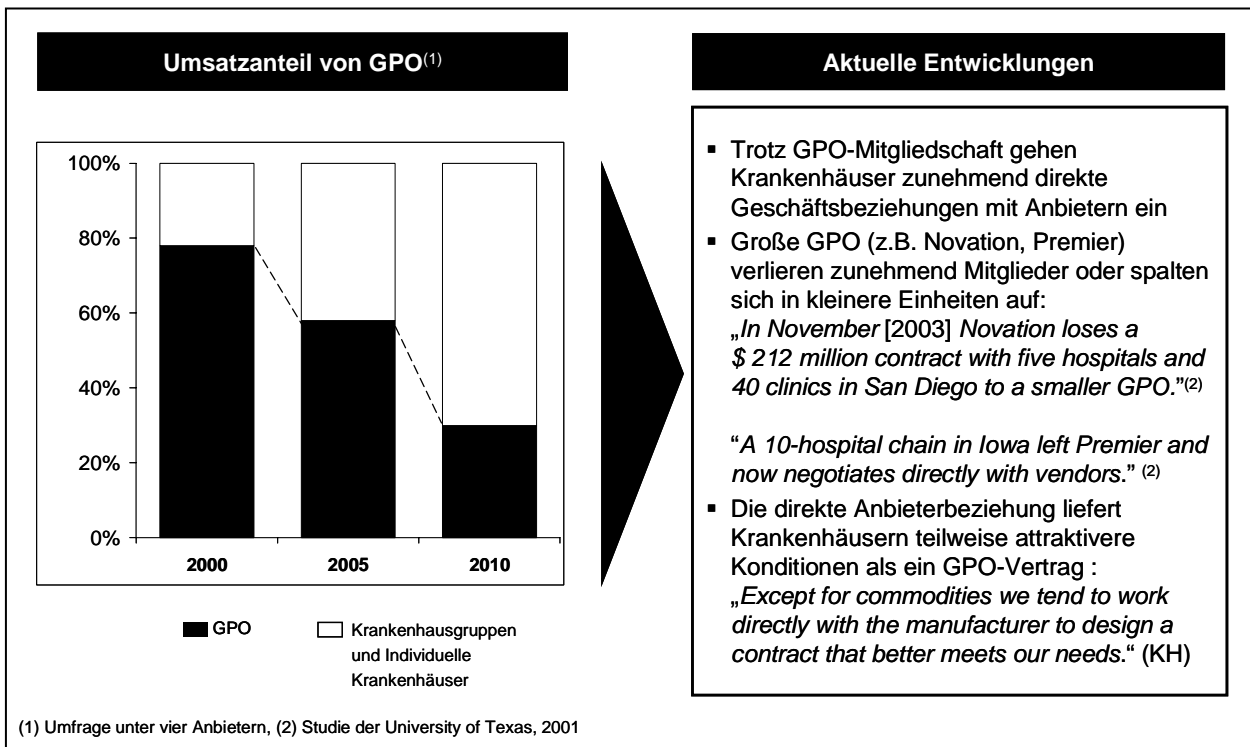 Umsatzanteil von GPO(1)
100%
80%
60%
40%
20%
0%
2000 2005 2010
GPO
Krankenhausgruppen
und Individuelle
Krankenhäuser
Aktuelle Entwicklungen
▪ Trotz GPO-Mitgliedschaft gehen
Krankenhäuser zunehmend direkte
Geschäftsbeziehungen mit Anbietern ein
▪ Große GPO (z.B. Novation, Premier)
verlieren zunehmend Mitglieder oder spalten
sich in kleinere Einheiten auf:
„In November [2003] Novation loses a
$ 212 million contract with five hospitals and
40 clinics in San Diego to a smaller GPO.”(2)
“A 10-hospital chain in Iowa left Premier and
now negotiates directly with vendors.” (2)
▪ Die direkte Anbieterbeziehung liefert
Krankenhäusern teilweise attraktivere
Konditionen als ein GPO-Vertrag :
„Except for commodities we tend to work
directly with the manufacturer to design a
contract that better meets our needs.“ (KH)
(1) Umfrage unter vier Anbietern, (2) Studie der University of Texas, 2001